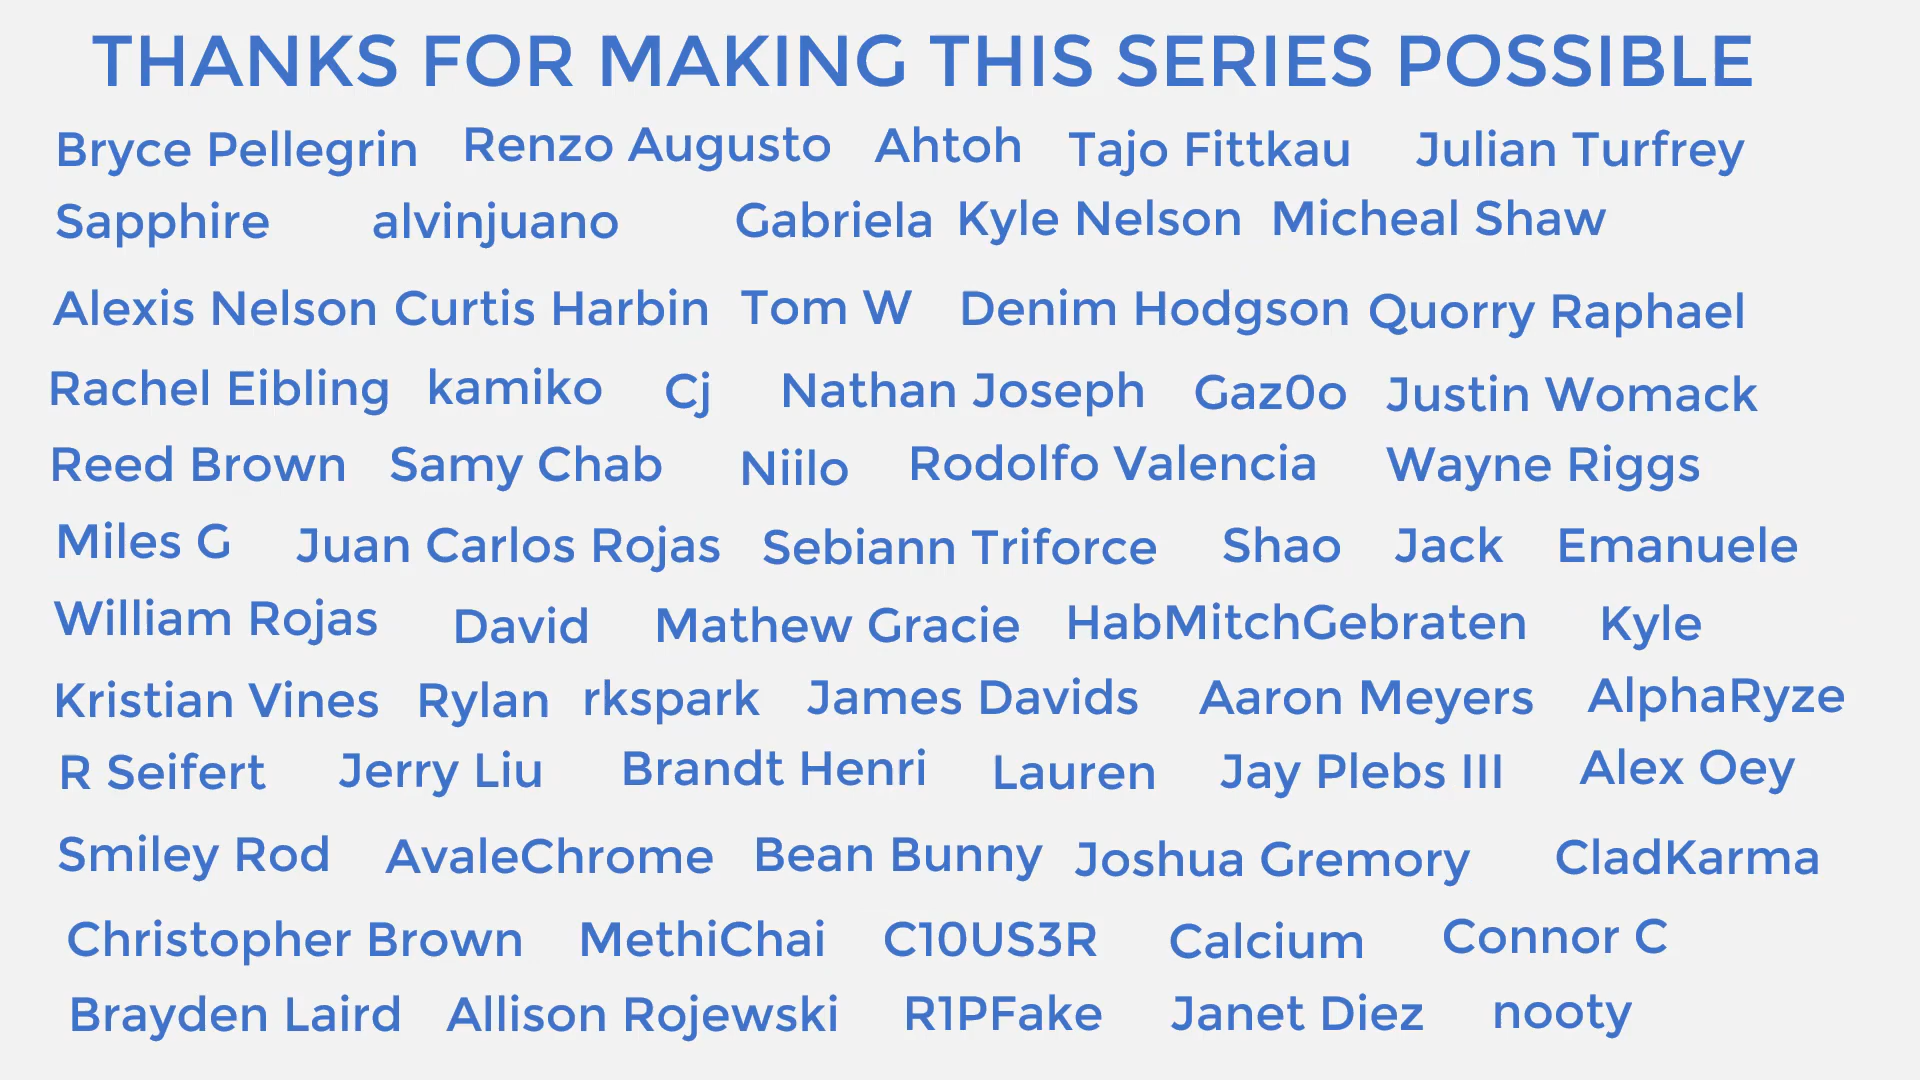 THANKS FOR MAKING THIS SERIES POSSIBLE
Bryce Pellegrin Renzo Augusto Ahtoh Tajo Fittkau Julian Turfrey
Sapphire alvinjuano Gabriela Kyle Nelson Micheal Shaw
Alexis Nelson Curtis Harbin Tom W Denim Hodgson Quorry Raphael
Rachel Eibling kamiko Cj Nathan Joseph Gaz0o Justin Womack
Reed Brown Samy Chab Niilo Rodolfo Valencia Wayne Riggs
Miles G Juan Carlos Rojas Sebiann Triforce Shao Jack Emanuele
William Rojas David Mathew Gracie HabMitchGebraten Kyle
Kristian Vines Rylan rkspark James Davids Aaron Meyers AlphaRyze
R Seifert Jerry Liu Brandt Henri Lauren Jay Plebs III Alex Oey
Smiley Rod AvaleChrome Bean Bunny Joshua Gremory CladKarma
Christopher Brown MethiChai C10US3R Calcium Connor C
Brayden Laird Allison Rojewski R1PFake Janet Diez nooty